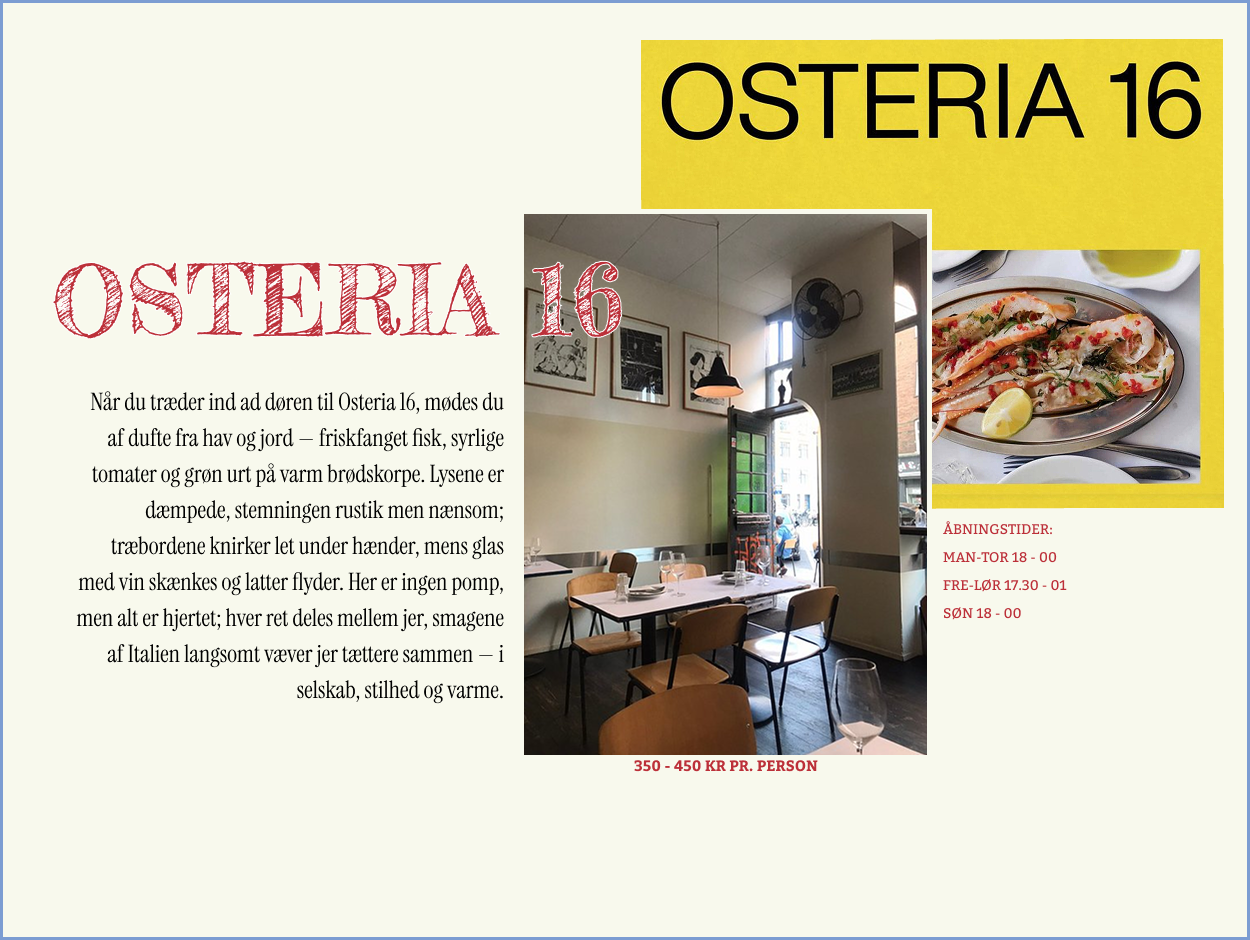 OSTERIA 16
OSTERIA 16
Når du træder ind ad døren til Osteria 16, mødes du
af dufte fra hav og jord – friskfanget fisk, syrlige
tomater og grøn urt på varm brødskorpe. Lysene er
dæmpede, stemningen rustik men nænsom;
træbordene knirker let under hænder, mens glas
med vin skænkes og latter flyder. Her er ingen pomp,
men alt er hjertet; hver ret deles mellem jer, smagene
af Italien langsomt væver jer tættere sammen – i
selskab, stilhed og varme.
ÅBNINGSTIDER:
MAN-TOR 18 - 00
FRE-LØR 17.30 - 01
SØN 18 - 00
350 - 450 KR PR. PERSON